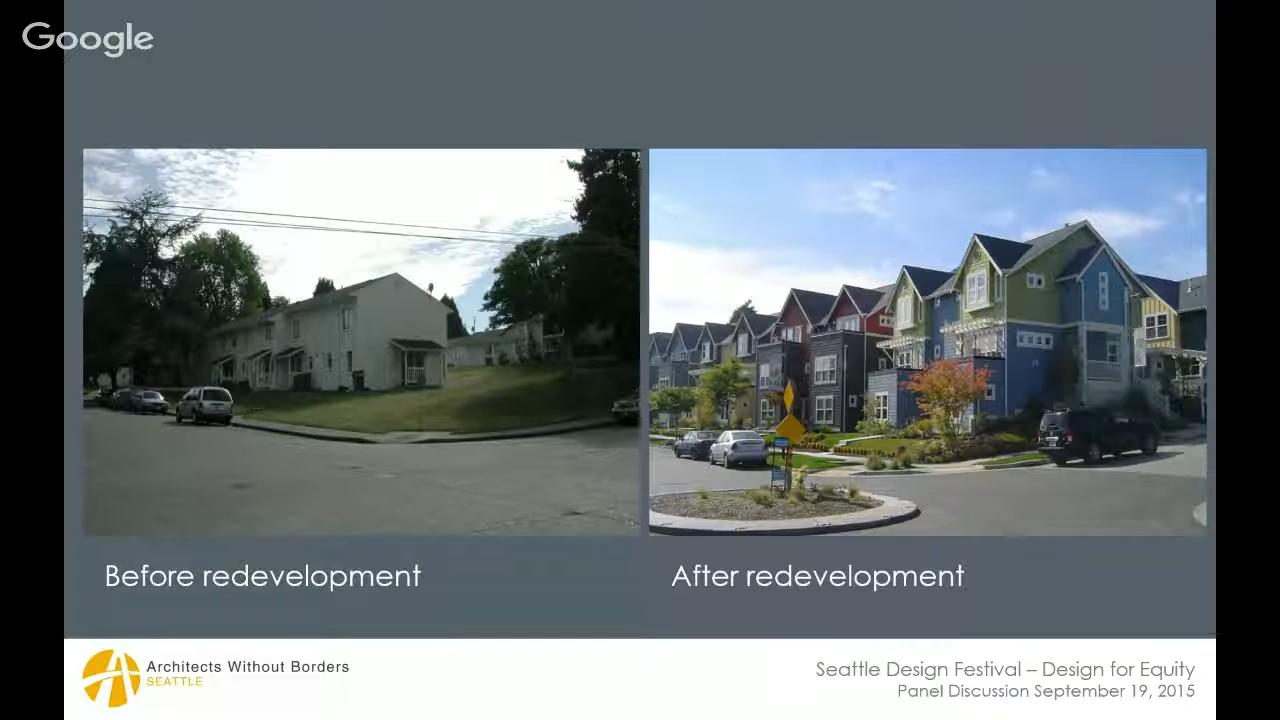 Google
Before redevelopment
After redevelopment
Architects Without Borders
SEATTLE
Seattle Design Festival – Design for Equity
Panel Discussion September 19, 2015